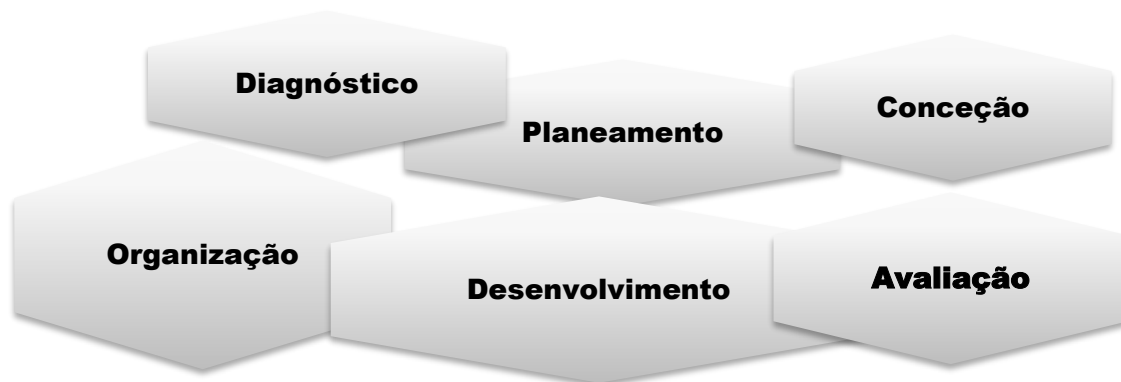 Diagnóstico
Planeamento
Conceção
Organização
Desenvolvimento
Avaliação